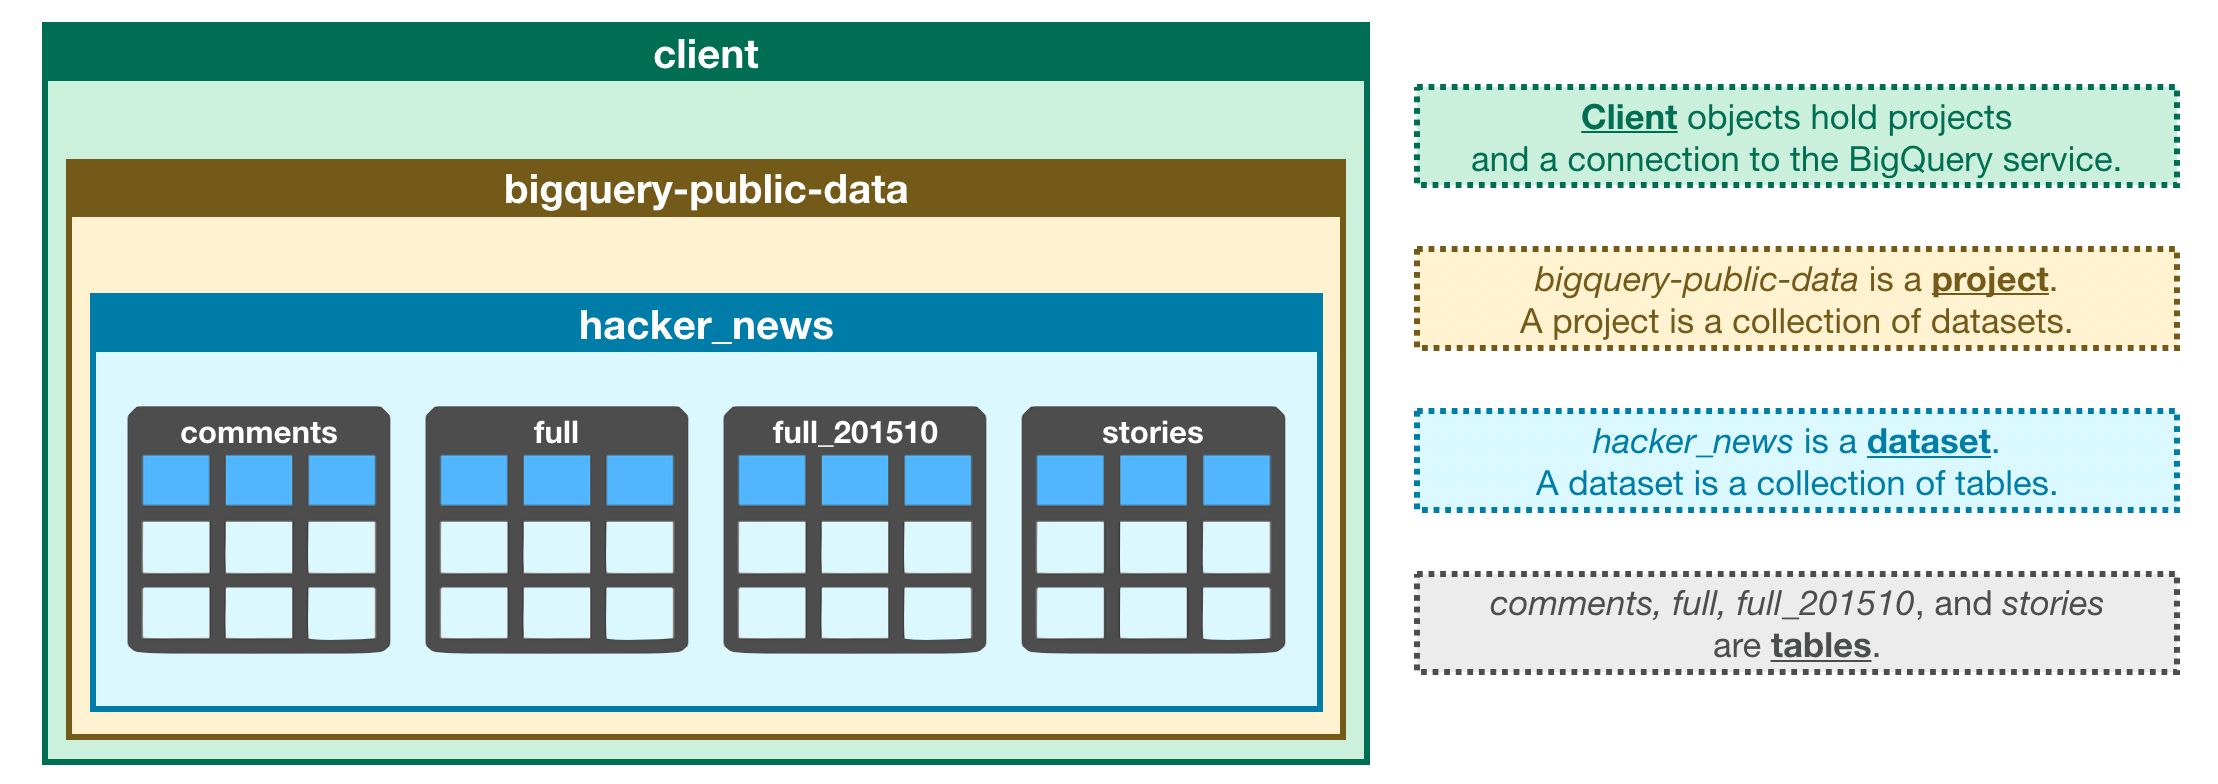 client
bigquery-public-data
hacker_news
comments
full
full_201510
stories
Client objects hold projects
and a connection to the BigQuery service.
bigquery-public-data is a project.
A project is a collection of datasets.
hacker_news is a dataset.
A dataset is a collection of tables.
comments, full, full_201510, and stories
are tables.